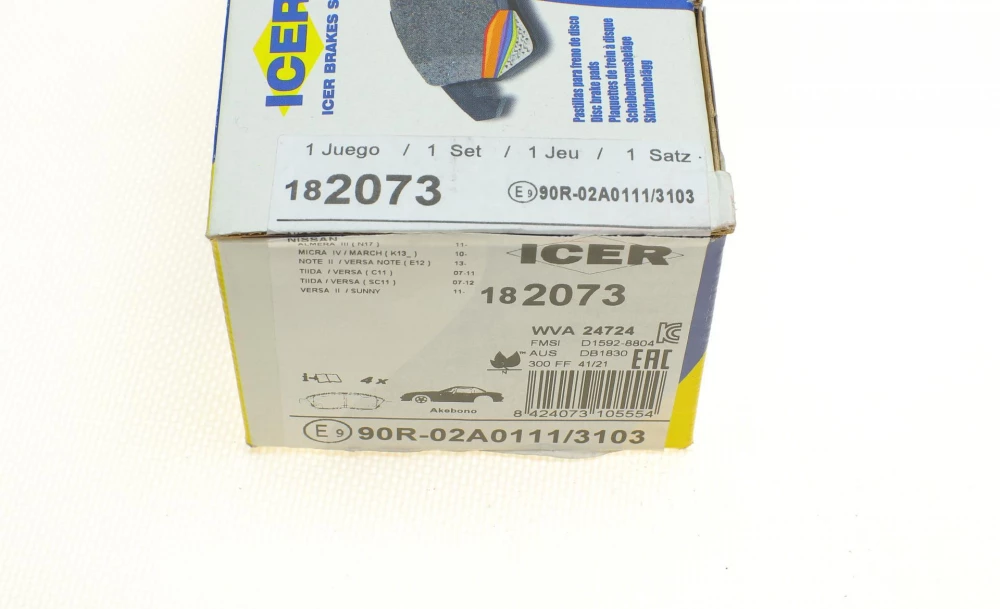 ICER
ICER BRAKES S
Pastillas para freno de disco
Disc brake pads
Plaquettes de frein à disque
Scheibenbremsbeläge
Skivbrombelägg
1 Juego / 1 Set / 1 Jeu / 1 Satz
182073
E9 90R-02A0111/3103
NISSAN
ALMERA III ( N17 ) 11-
MICRA IV / MARCH ( K13_ ) 10-
NOTE II / VERSA NOTE ( E12 ) 13-
TIIDA / VERSA ( C11 ) 07-11
TIIDA / VERSA ( SC11 ) 07-12
VERSA II / SUNNY 11-
ICER
182073
WVA 24724
FMSI D1592-8804
AUS DB1830
300 FF 41/21
EAC
4x
Akebono
8 424073 105554
E9 90R-02A0111/3103